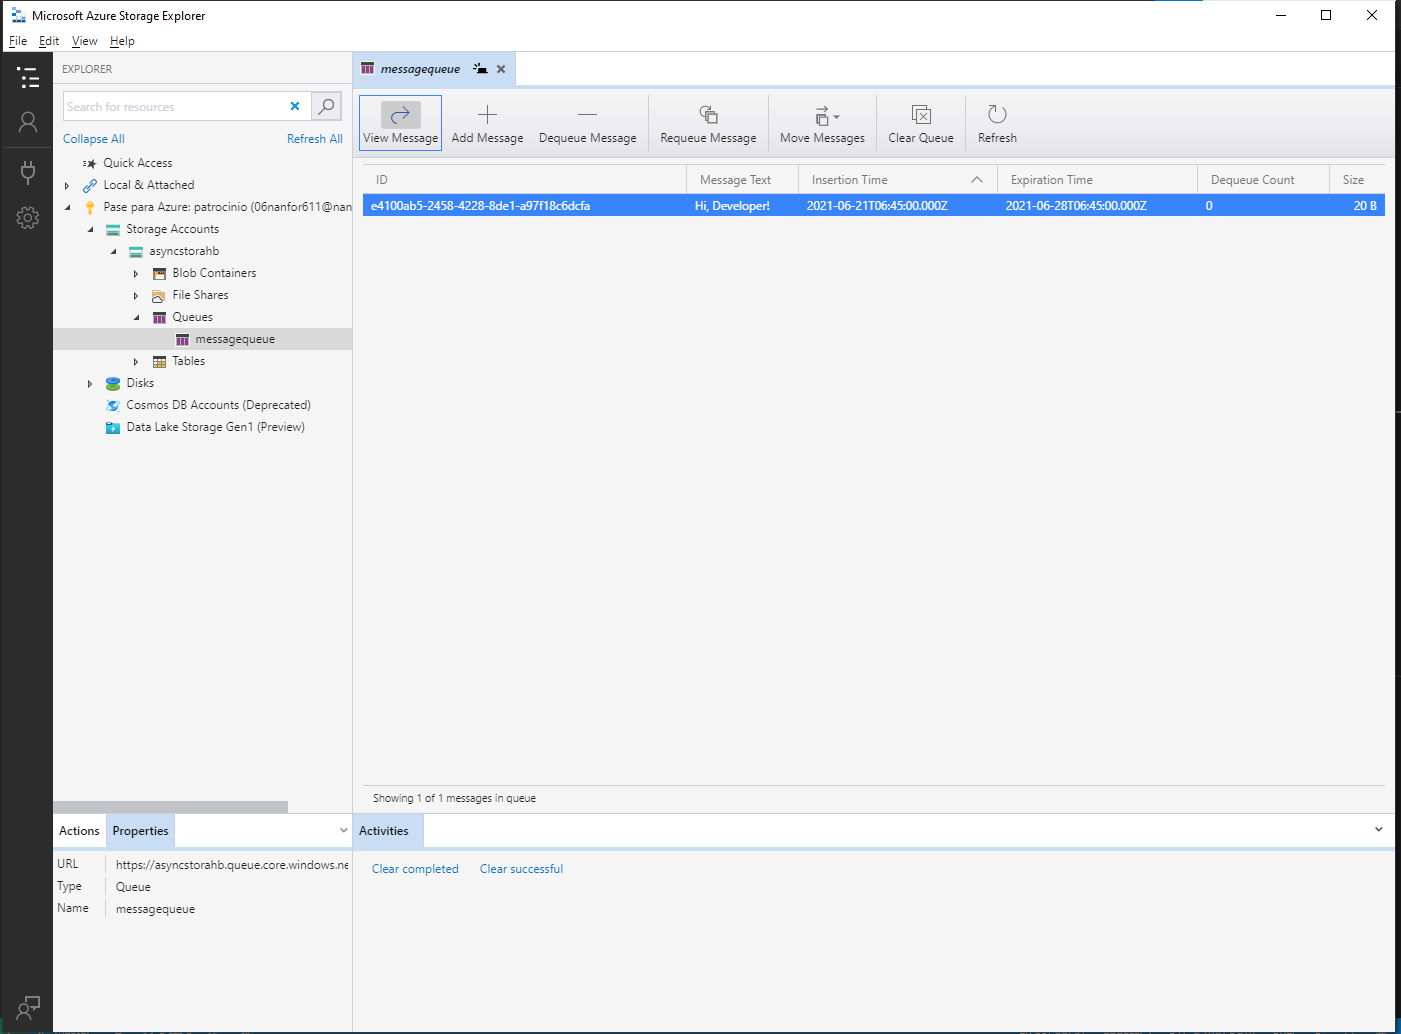 Microsoft Azure Storage Explorer
File Edit View Help
EXPLORER
Search for resources
Collapse All Refresh All
Quick Access
Local & Attached
Pase para Azure: patrocinio (06nanfor611@nan
Storage Accounts
asyncstorahb
Blob Containers
File Shares
Queues
messagequeue
Tables
Disks
Cosmos DB Accounts (Deprecated)
Data Lake Storage Gen1 (Preview)
messagequeue
View Message Add Message Dequeue Message Requeue Message Move Messages Clear Queue Refresh
ID Message Text Insertion Time Expiration Time Dequeue Count Size
e4100ab5-2458-4228-8de1-a97f18c6dcfa Hi, Developer! 2021-06-21T06:45:00.000Z 2021-06-28T06:45:00.000Z 0 20 B
Showing 1 of 1 messages in queue
Actions Properties
URL https://asyncstorahb.queue.core.windows.ne
Type Queue
Name messagequeue
Activities
Clear completed Clear successful